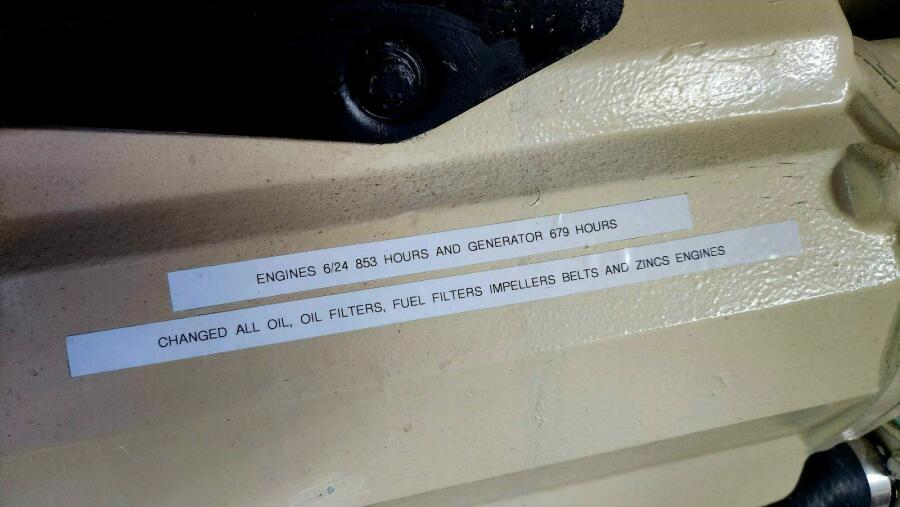 ENGINES 6/24 853 HOURS AND GENERATOR 679 HOURS
CHANGED ALL OIL, OIL FILTERS, FUEL FILTERS IMPELLERS BELTS AND ZINCS ENGINES